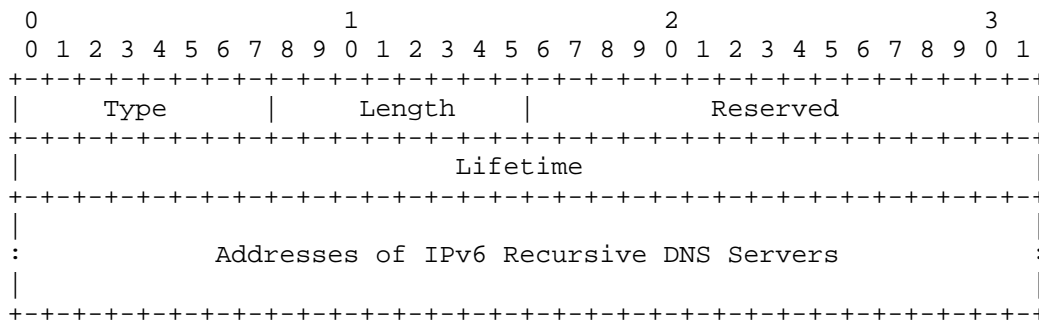 0                   1                   2                   3
 0 1 2 3 4 5 6 7 8 9 0 1 2 3 4 5 6 7 8 9 0 1 2 3 4 5 6 7 8 9 0 1
+-+-+-+-+-+-+-+-+-+-+-+-+-+-+-+-+-+-+-+-+-+-+-+-+-+-+-+-+-+-+-+-+
|     Type      |     Length    |           Reserved            |
+-+-+-+-+-+-+-+-+-+-+-+-+-+-+-+-+-+-+-+-+-+-+-+-+-+-+-+-+-+-+-+-+
|                           Lifetime                            |
+-+-+-+-+-+-+-+-+-+-+-+-+-+-+-+-+-+-+-+-+-+-+-+-+-+-+-+-+-+-+-+-+
|                                                               |
:            Addresses of IPv6 Recursive DNS Servers            :
|                                                               |
+-+-+-+-+-+-+-+-+-+-+-+-+-+-+-+-+-+-+-+-+-+-+-+-+-+-+-+-+-+-+-+-+